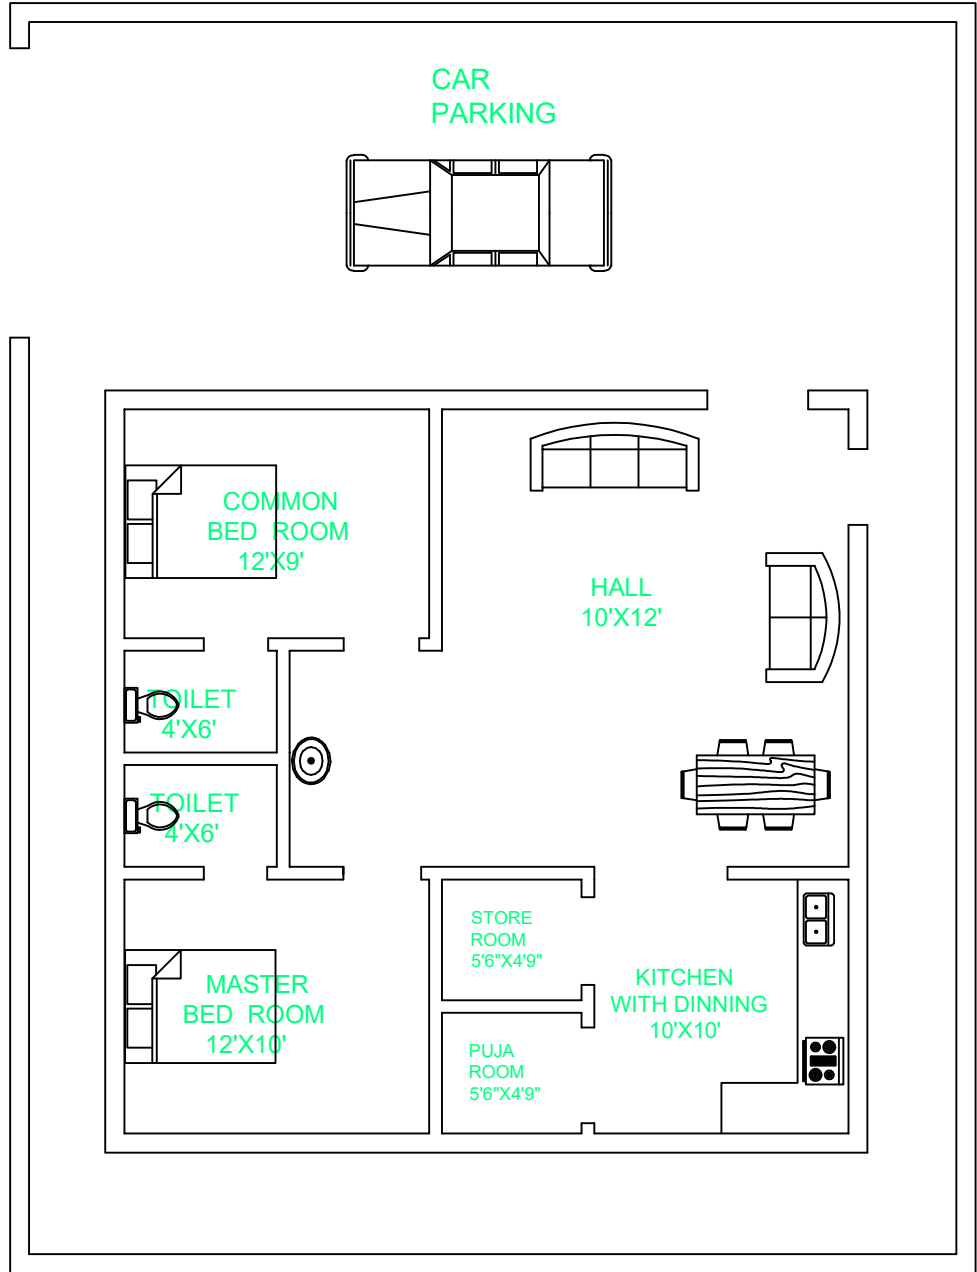 CAR
PARKING
COMMON
BED ROOM
12'X9'
HALL
10'X12'
TOILET
4'X6'
TOILET
4'X6'
STORE
ROOM
5'6"X4'9"
KITCHEN
WITH DINNING
10'X10'
MASTER
BED ROOM
12'X10'
PUJA
ROOM
5'6"X4'9"